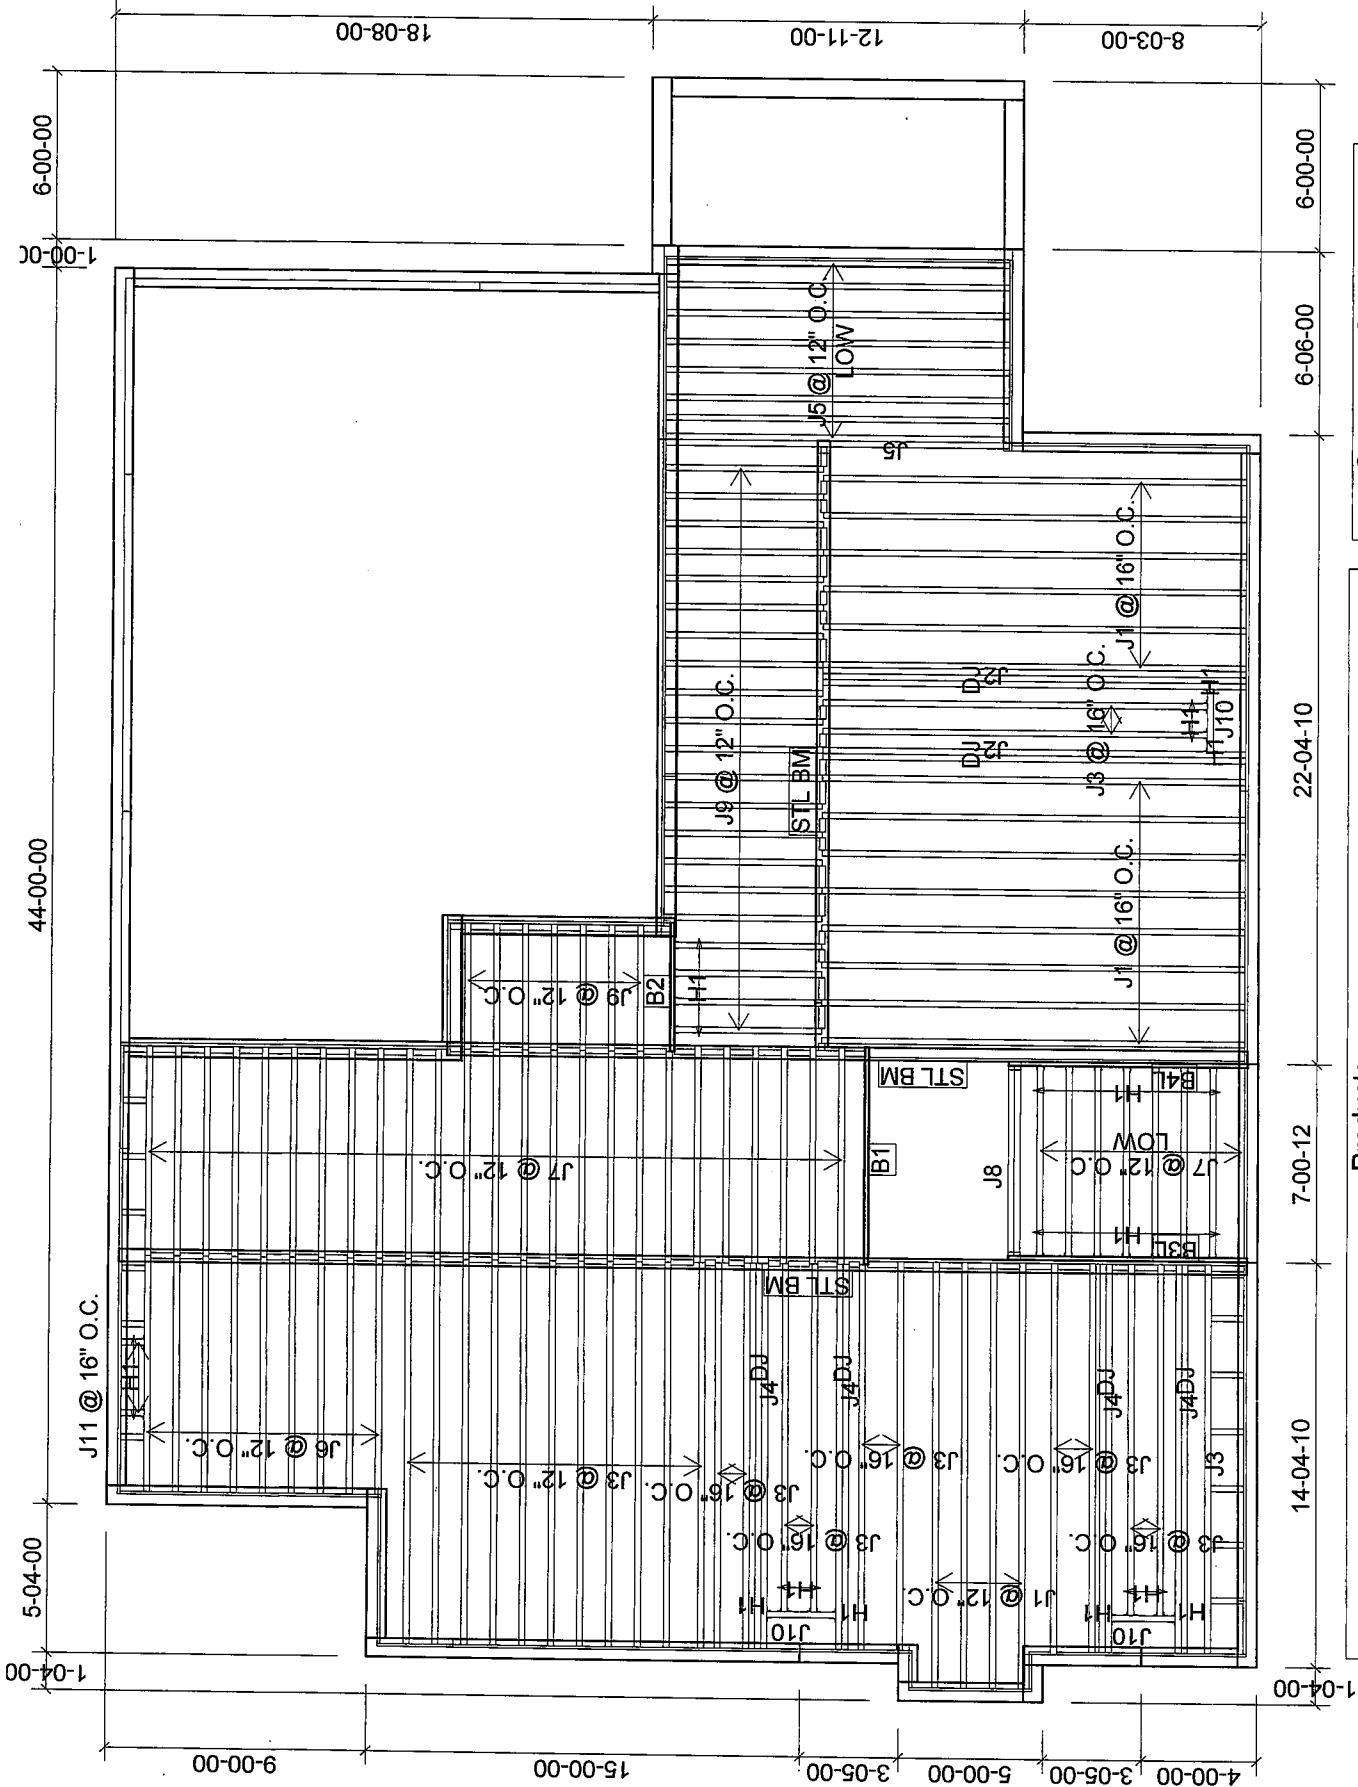 18-08-00
12-11-00
8-03-00
6-00-00
1-00-00
44-00-00
5-04-00
1-04-00
6-00-00
6-06-00
22-04-10
7-00-12
14-04-10
1-04-00
9-00-00
15-00-00
3-05-00
5-00-00
3-05-00
4-00-00
J5 @ 12" O.C.
LOW
J5
J9 @ 12" O.C.
STL BM
J1 @ 16" O.C.
J3 @ 16" O.C.
J1 @ 16" O.C.
J2
DJ
J2
DJ
H1
H1
H1
J10
J9 @ 12" O.C.
B2
H1
J7 @ 12" O.C.
STL BM
B1
J8
B4L
H1
J7 @ 12" O.C.
LOW
H1
B3L
STL BM
J11 @ 16" O.C.
H1
J6 @ 12" O.C.
J3 @ 12" O.C.
J3 @ 16" O.C.
J4 DJ
J4 DJ
J3 @ 16" O.C.
J3 @ 16" O.C.
H1
H1
H1
J10
J1 @ 12" O.C.
J3 @ 16" O.C.
J4 DJ
J4 DJ
J3
J3 @ 16" O.C.
H1
H1
H1
J10